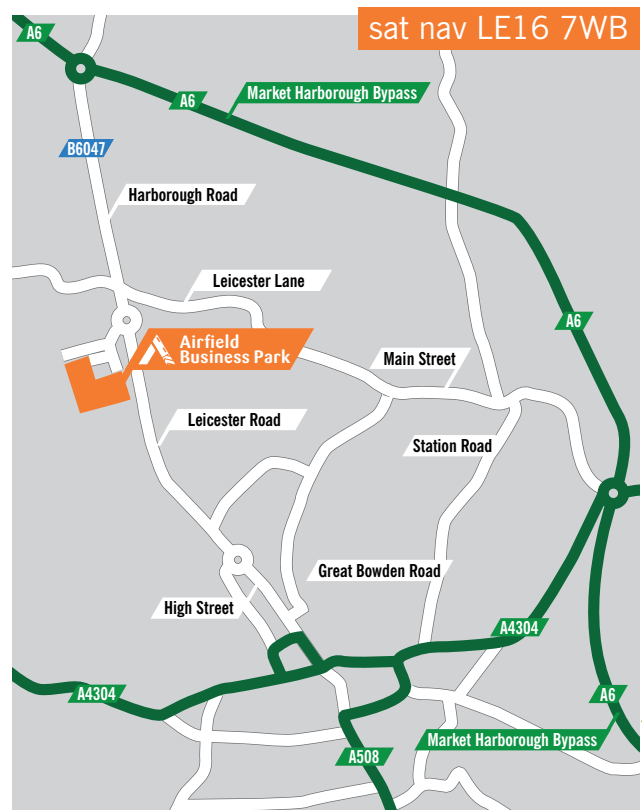 sat nav LE16 7WB
A6
Market Harborough Bypass
A6
B6047
Harborough Road
Leicester Lane
A6
Airfield
Business Park
Main Street
Leicester Road
Station Road
Great Bowden Road
High Street
A4304
A4304
A6
Market Harborough Bypass
A508